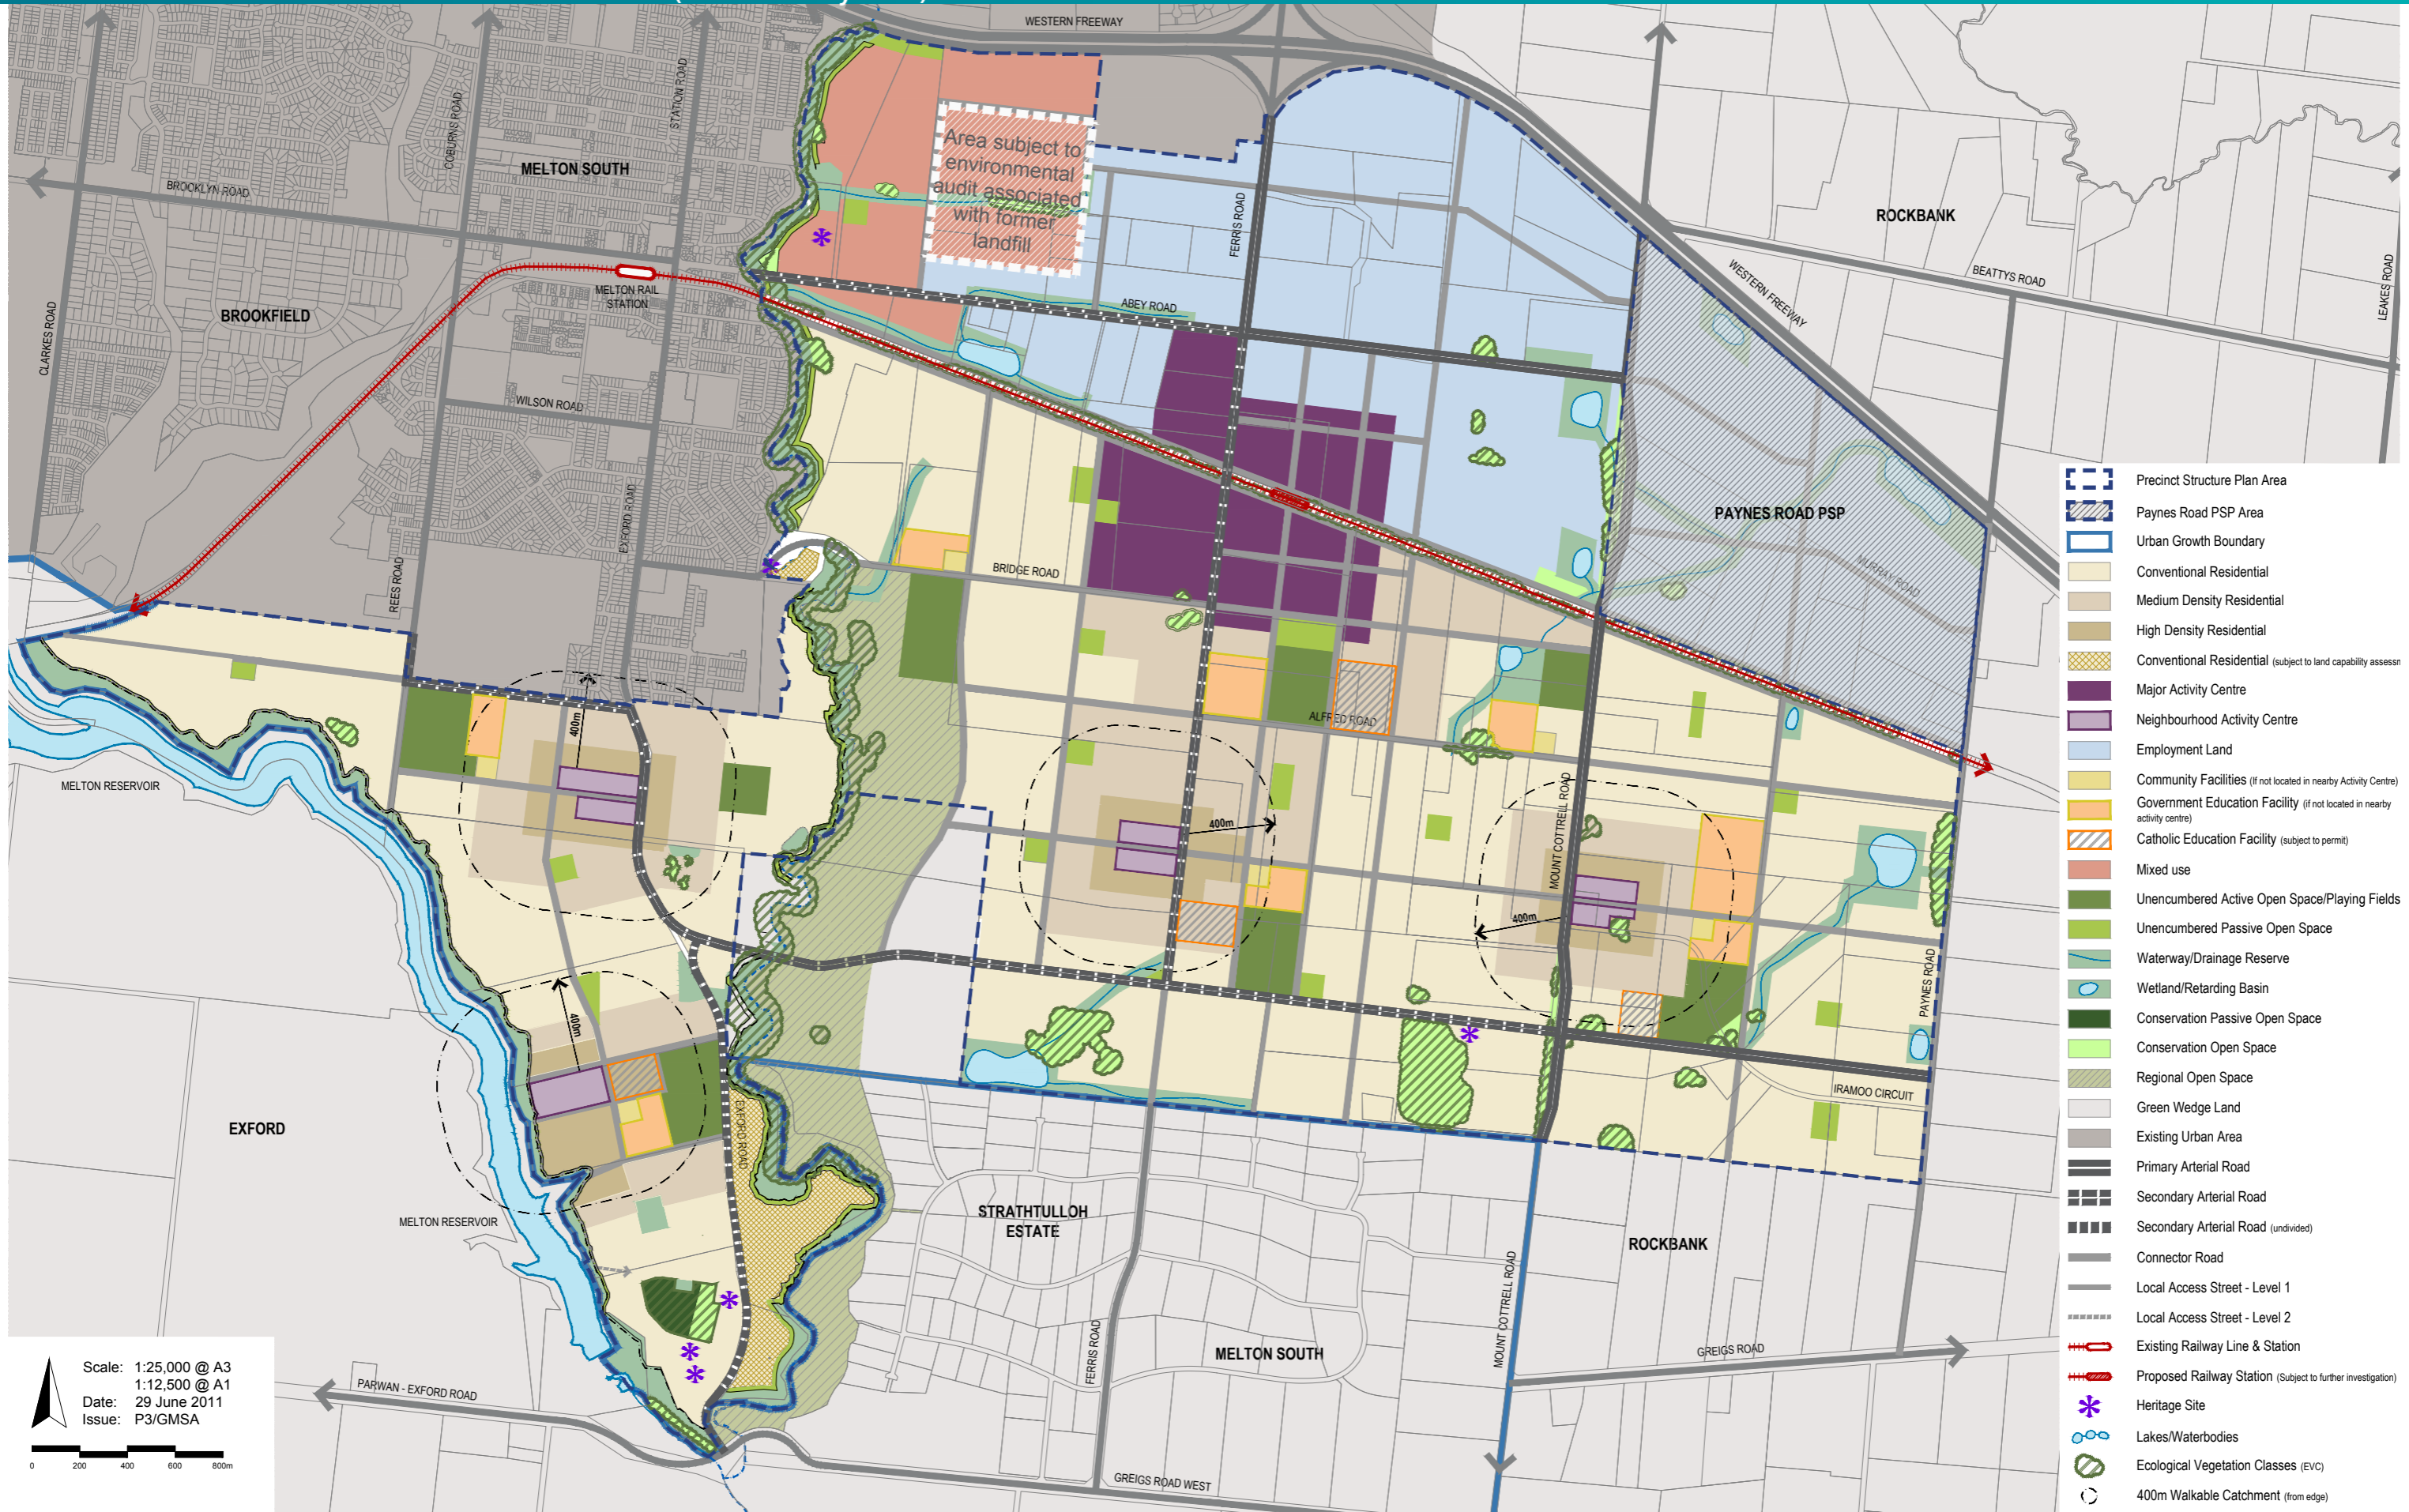 WESTERN FREEWAY
COBURNS ROAD
STATION ROAD
MELTON SOUTH
BROOKLYN ROAD
Area subject to
environmental
audit associated
with former
landfill
FERRIS ROAD
ROCKBANK
BEATTYS ROAD
LEAKES ROAD
WESTERN FREEWAY
MELTON RAIL
STATION
BROOKFIELD
CLARKES ROAD
ABEY ROAD
WILSON ROAD
EXFORD ROAD
REES ROAD
BRIDGE ROAD
PAYNES ROAD PSP
MURRAY ROAD
ALFRED ROAD
400m
MELTON RESERVOIR
MOUNT COTTRELL ROAD
400m
400m
PAYNES ROAD
400m
EXFORD ROAD
IRAMOO CIRCUIT
EXFORD
MELTON RESERVOIR
STRATHTULLOH
ESTATE
ROCKBANK
MOUNT COTTRELL ROAD
FERRIS ROAD
MELTON SOUTH
GREIGS ROAD
PARWAN - EXFORD ROAD
GREIGS ROAD WEST
Scale: 1:25,000 @ A3
1:12,500 @ A1
Date: 29 June 2011
Issue: P3/GMSA
0 200 400 600 800m
Precinct Structure Plan Area
Paynes Road PSP Area
Urban Growth Boundary
Conventional Residential
Medium Density Residential
High Density Residential
Conventional Residential (subject to land capability assessm
Major Activity Centre
Neighbourhood Activity Centre
Employment Land
Community Facilities (If not located in nearby Activity Centre)
Government Education Facility (if not located in nearby
activity centre)
Catholic Education Facility (subject to permit)
Mixed use
Unencumbered Active Open Space/Playing Fields
Unencumbered Passive Open Space
Waterway/Drainage Reserve
Wetland/Retarding Basin
Conservation Passive Open Space
Conservation Open Space
Regional Open Space
Green Wedge Land
Existing Urban Area
Primary Arterial Road
Secondary Arterial Road
Secondary Arterial Road (undivided)
Connector Road
Local Access Street - Level 1
Local Access Street - Level 2
Existing Railway Line & Station
Proposed Railway Station (Subject to further investigation)
Heritage Site
Lakes/Waterbodies
Ecological Vegetation Classes (EVC)
400m Walkable Catchment (from edge)